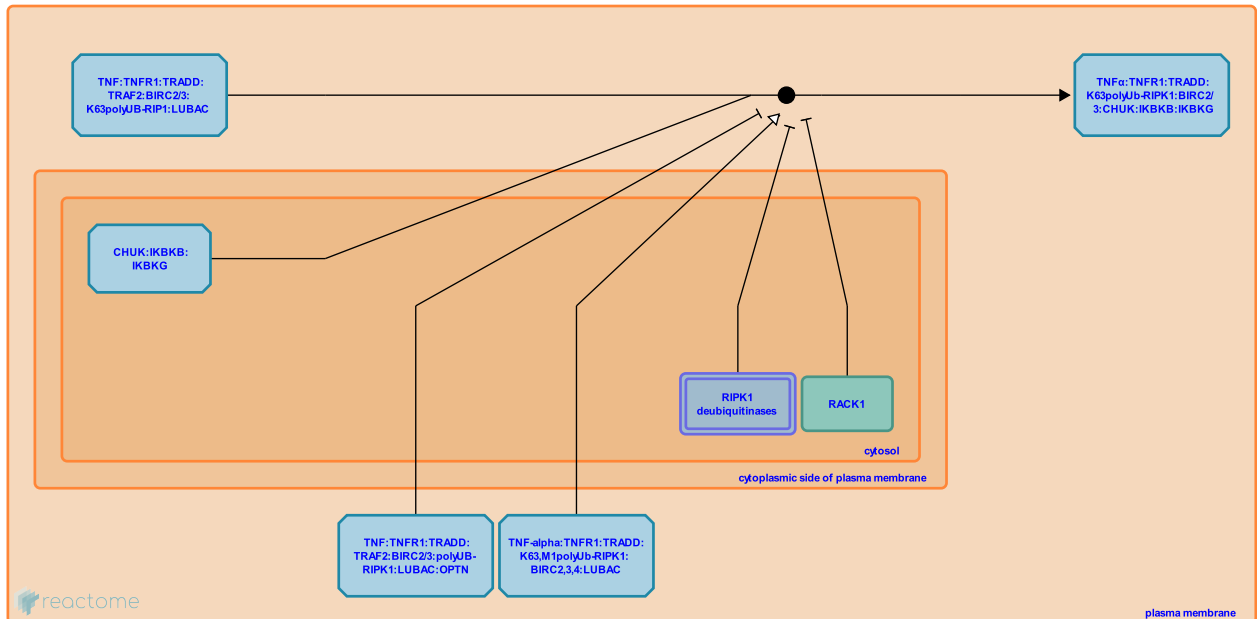 TNF:TNFR1:TRADD:
TRAF2:BIRC2/3:
K63polyUB-RIP1:LUBAC
TNFα:TNFR1:TRADD:
K63polyUb-RIPK1:BIRC2/
3:CHUK:IKBKB:IKBKG
CHUK:IKBKB:
IKBKG
RIPK1
deubiquitinases
RACK1
cytosol
cytoplasmic side of plasma membrane
TNF:TNFR1:TRADD:
TRAF2:BIRC2/3:polyUB-
RIPK1:LUBAC:OPTN
TNF-alpha:TNFR1:TRADD:
K63,M1polyUb-RIPK1:
BIRC2,3,4:LUBAC
reactome
plasma membrane